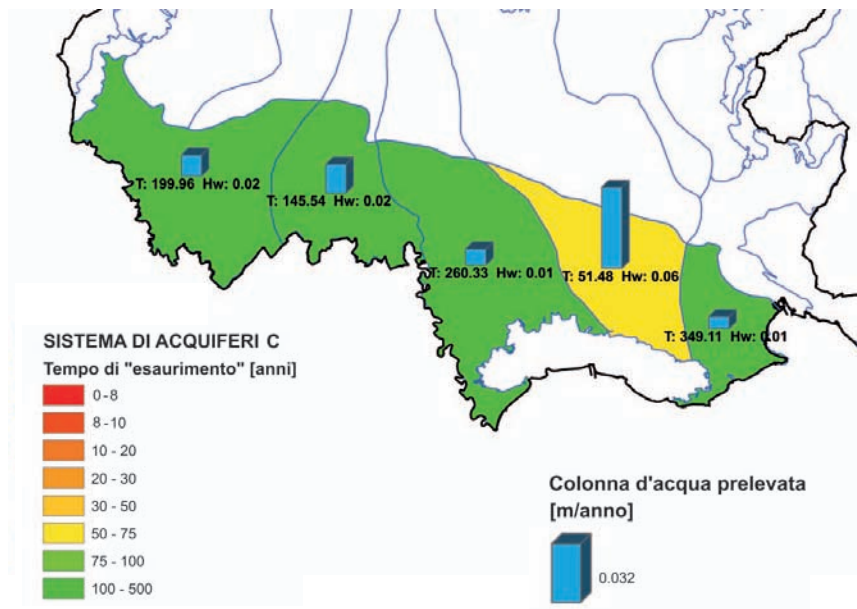 T: 199.96 Hw: 0.02
T: 145.54 Hw: 0.02
T: 260.33 Hw: 0.01
T: 51.48 Hw: 0.06
T: 349.11 Hw: 0.01
SISTEMA DI ACQUIFERI C
Tempo di "esaurimento" [anni]
0 - 8
8 - 10
10 - 20
20 - 30
30 - 50
50 - 75
75 - 100
100 - 500
Colonna d'acqua prelevata
[m/anno]
0.032